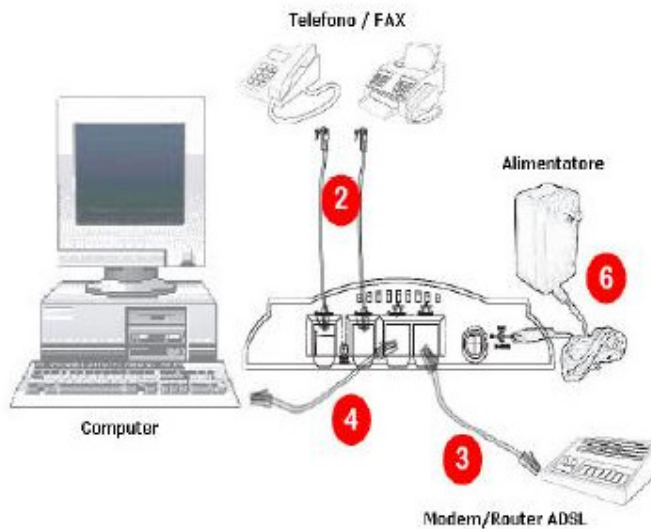 Telefono / FAX
Alimentatore
2
6
4
Computer
3
Modem/Router ADSL